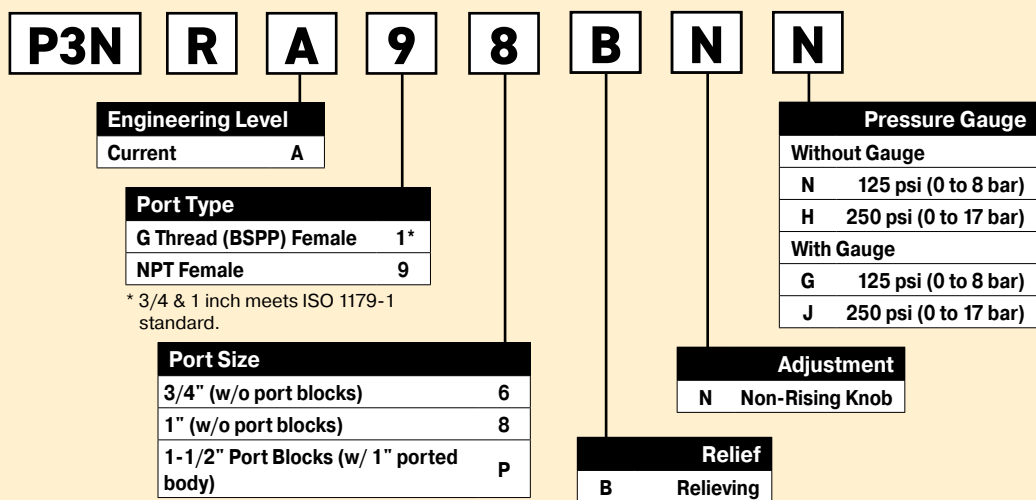 P3N R A 9 8 B N N
Engineering Level
Current A
Port Type
G Thread (BSPP) Female 1*
NPT Female 9
* 3/4 & 1 inch meets ISO 1179-1
standard.
Port Size
3/4" (w/o port blocks) 6
1" (w/o port blocks) 8
1-1/2" Port Blocks (w/ 1" ported
body) P
Relief
B Relieving
Adjustment
N Non-Rising Knob
Pressure Gauge
Without Gauge
N 125 psi (0 to 8 bar)
H 250 psi (0 to 17 bar)
With Gauge
G 125 psi (0 to 8 bar)
J 250 psi (0 to 17 bar)